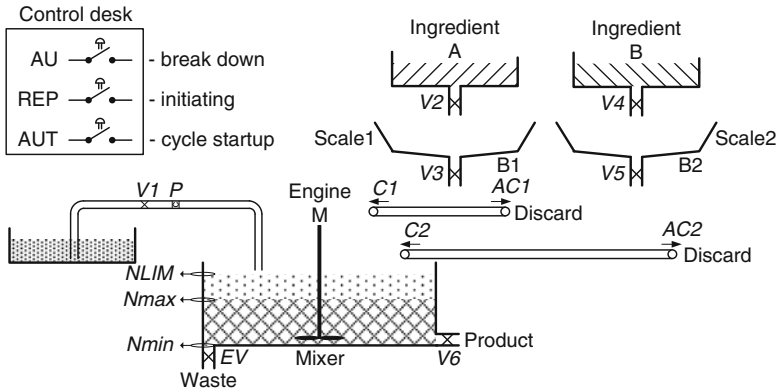 Control desk
AU - break down
REP - initiating
AUT - cycle startup
Ingredient
A
Ingredient
B
V2
V4
Scale1
Scale2
V3
B1
V5
B2
V1 P
Engine
M
C1 AC1
Discard
C2 AC2
Discard
NLIM
Nmax
Nmin
EV
Mixer
V6
Product
Waste